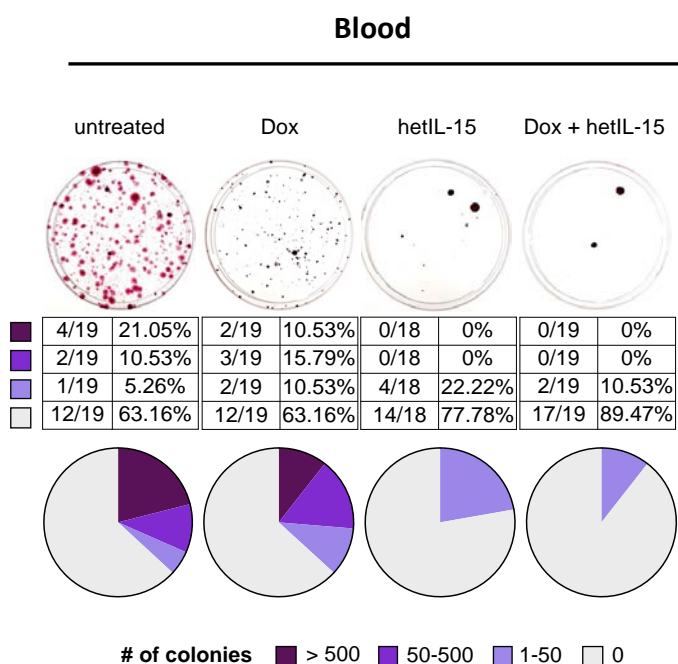 Blood
untreated Dox hetIL-15 Dox + hetIL-15
4/19 21.05% 2/19 10.53% 0/18 0% 0/19 0%
2/19 10.53% 3/19 15.79% 0/18 0% 0/19 0%
1/19 5.26% 2/19 10.53% 4/18 22.22% 2/19 10.53%
12/19 63.16% 12/19 63.16% 14/18 77.78% 17/19 89.47%
# of colonies > 500 50-500 1-50 0